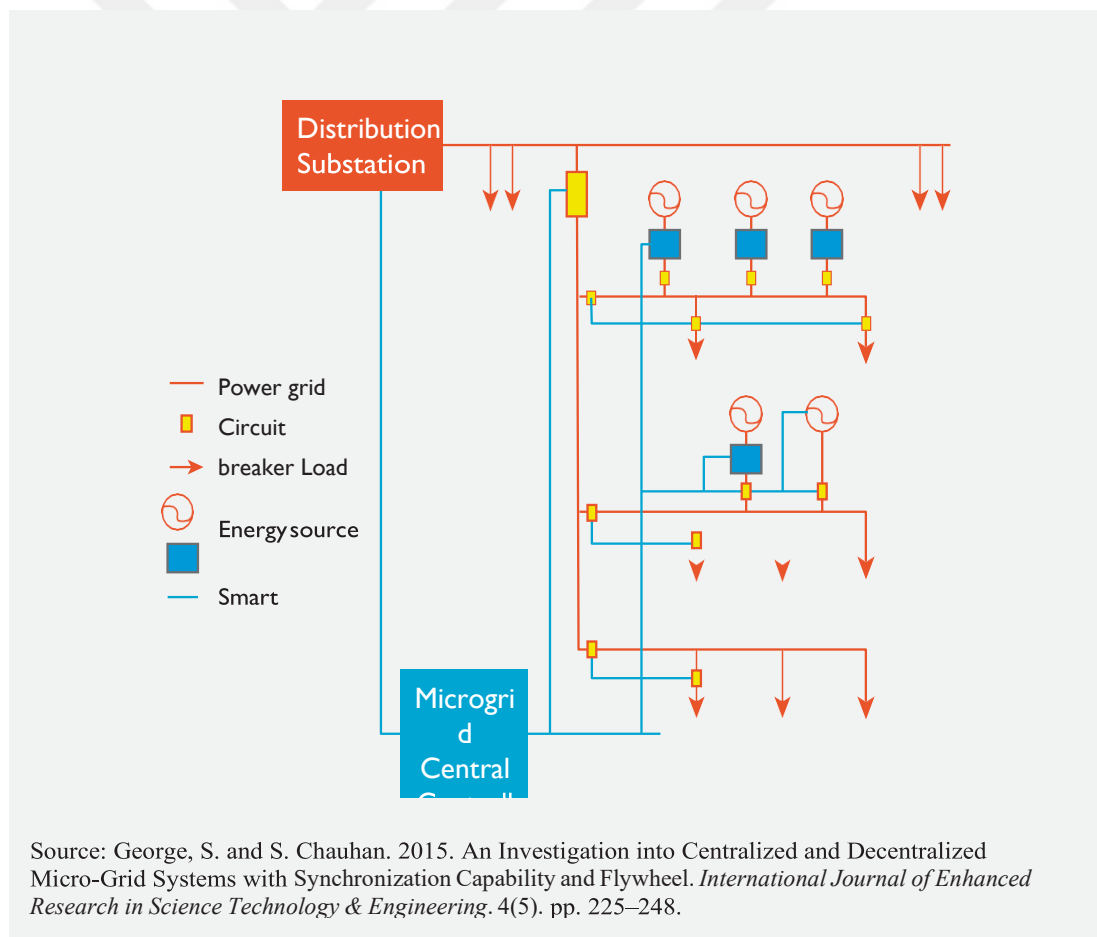 Distribution
Substation
Power grid
Circuit
breaker Load
Energy source
Smart
Microgri
d
Central
Source: George, S. and S. Chauhan. 2015. An Investigation into Centralized and Decentralized
Micro-Grid Systems with Synchronization Capability and Flywheel. International Journal of Enhanced
Research in Science Technology & Engineering. 4(5). pp. 225–248.